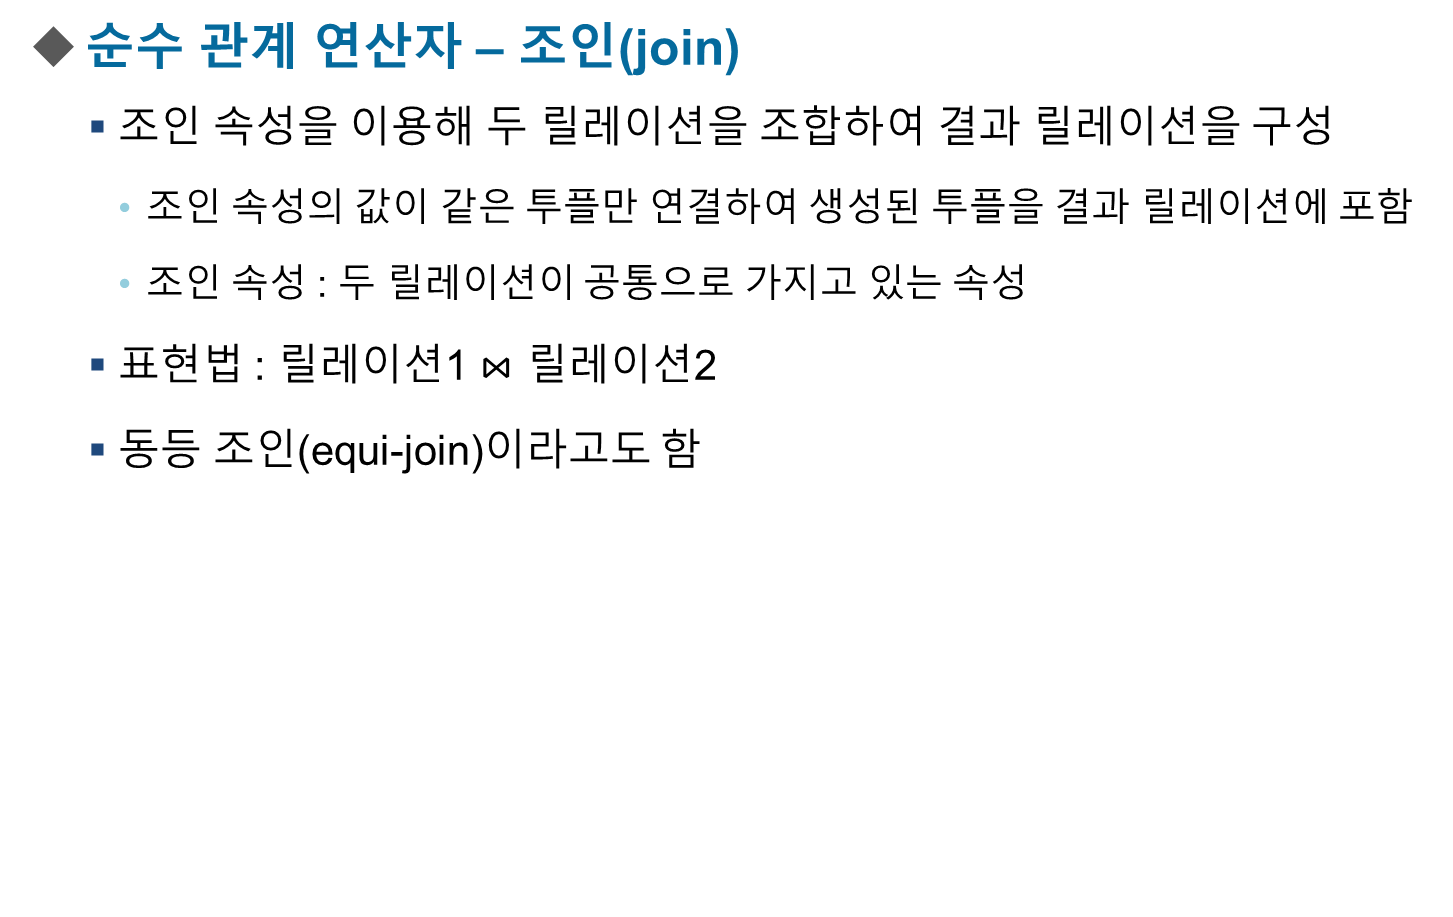 ◆ 순수 관계 연산자 – 조인(join)
▪ 조인 속성을 이용해 두 릴레이션을 조합하여 결과 릴레이션을 구성
• 조인 속성의 값이 같은 투플만 연결하여 생성된 투플을 결과 릴레이션에 포함
• 조인 속성 : 두 릴레이션이 공통으로 가지고 있는 속성
▪ 표현법 : 릴레이션1 ⋈ 릴레이션2
▪ 동등 조인(equi-join)이라고도 함